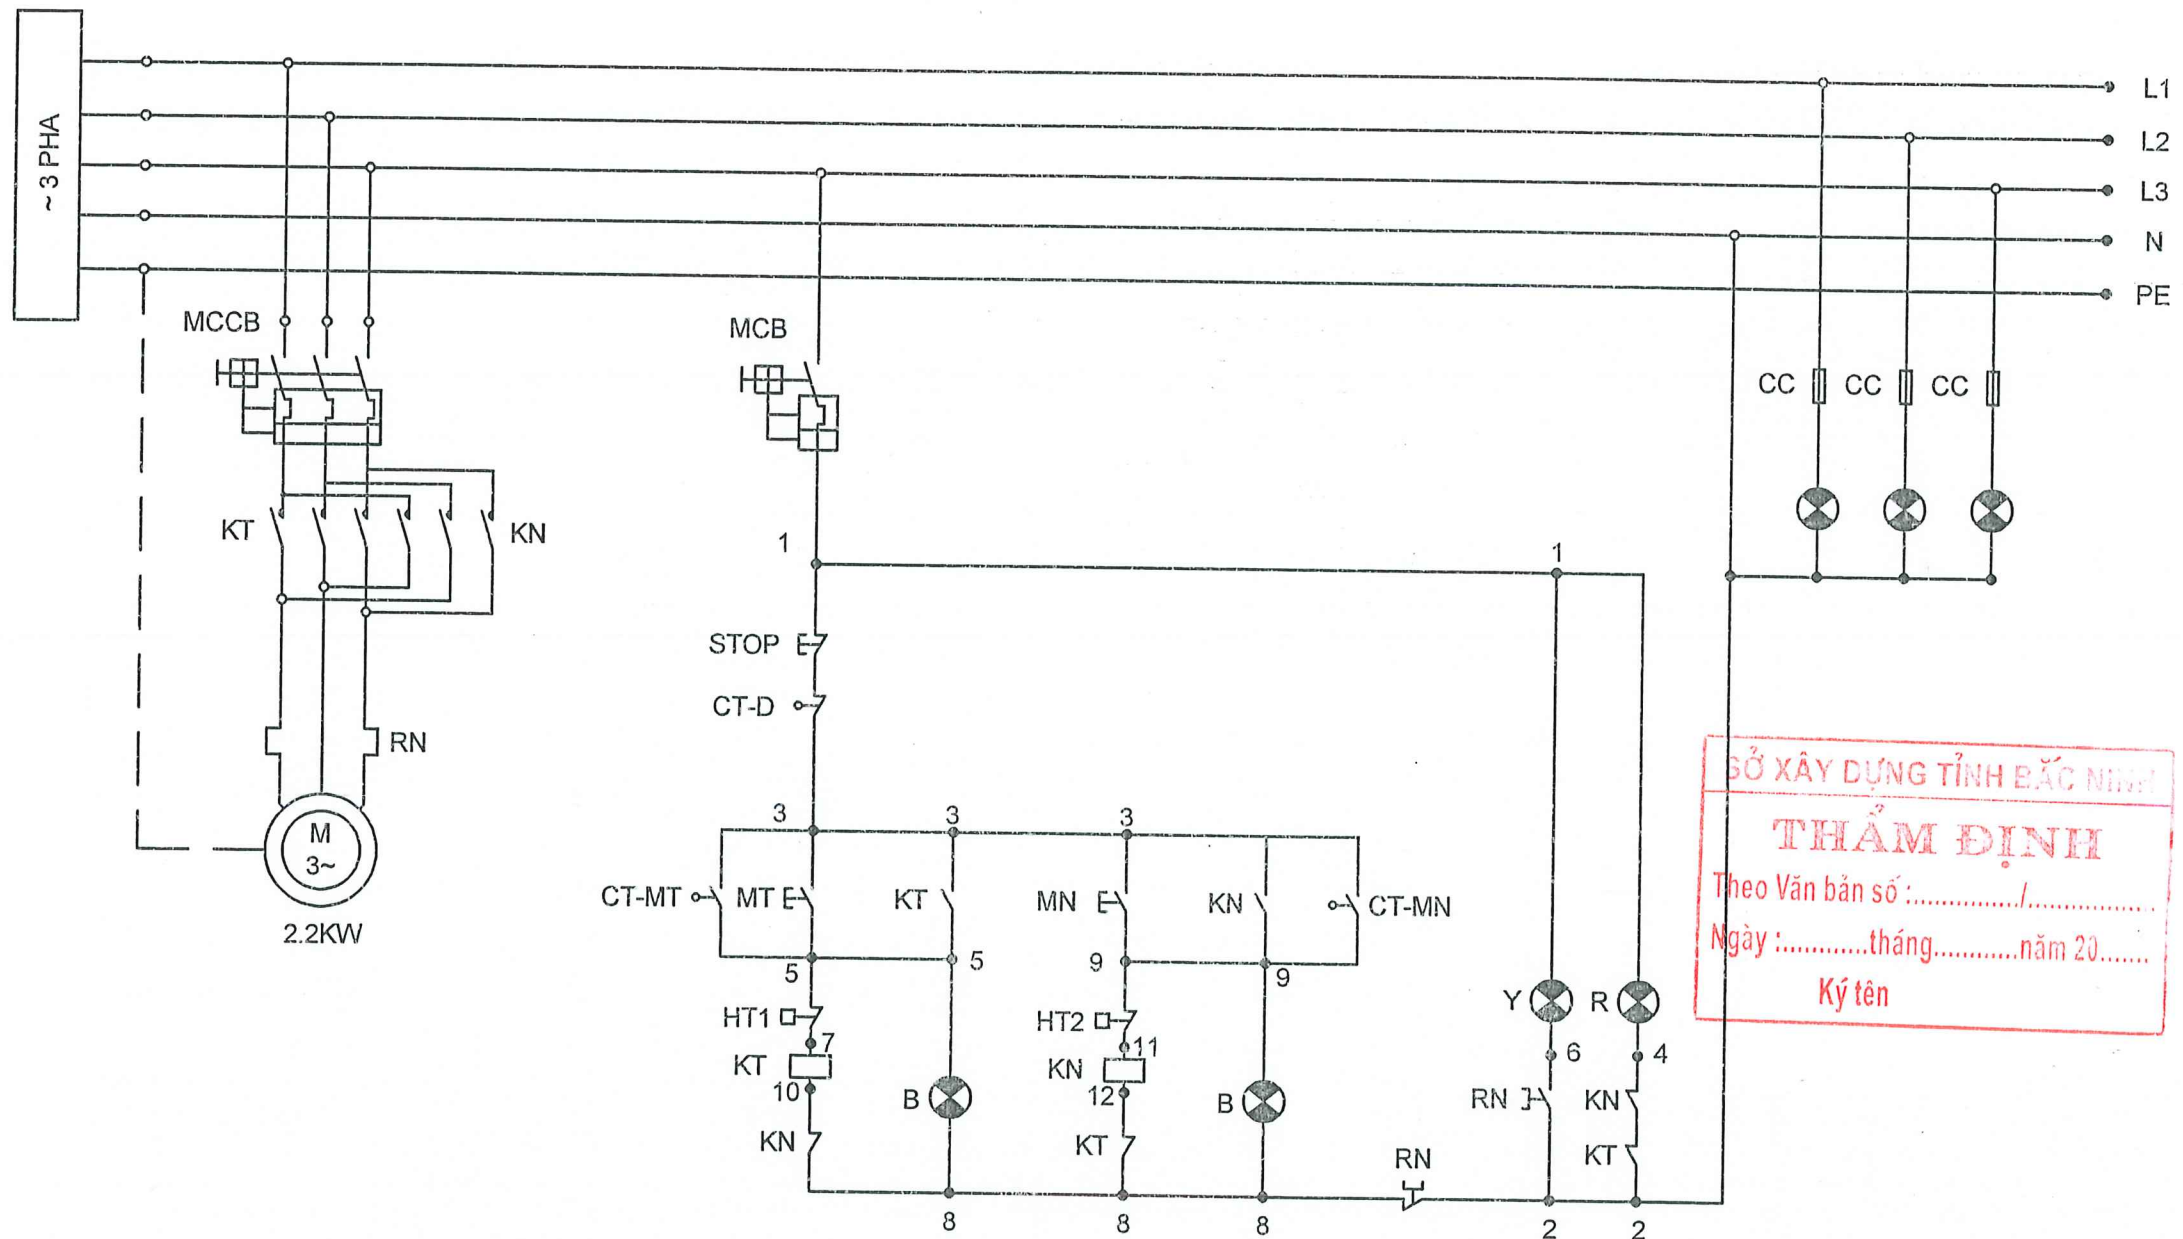 ~ 3 PHA
L1
L2
L3
N
PE
MCCB
MCB
CC
CC
CC
KT
KN
1
1
STOP
CT-D
RN
M
3~
2.2KW
3
3
3
CT-MT
MT
KT
MN
KN
CT-MN
5
5
9
9
HT1
7
KT
10
KN
B
HT2
11
KN
12
KT
B
Y
R
6
4
RN
KN
KT
RN
8
8
8
2
2
SỞ XÂY DỰNG TỈNH BẮC NINH
THẨM ĐỊNH
Theo Văn bản số :................/..................
Ngày :............tháng............năm 20.......
Ký tên